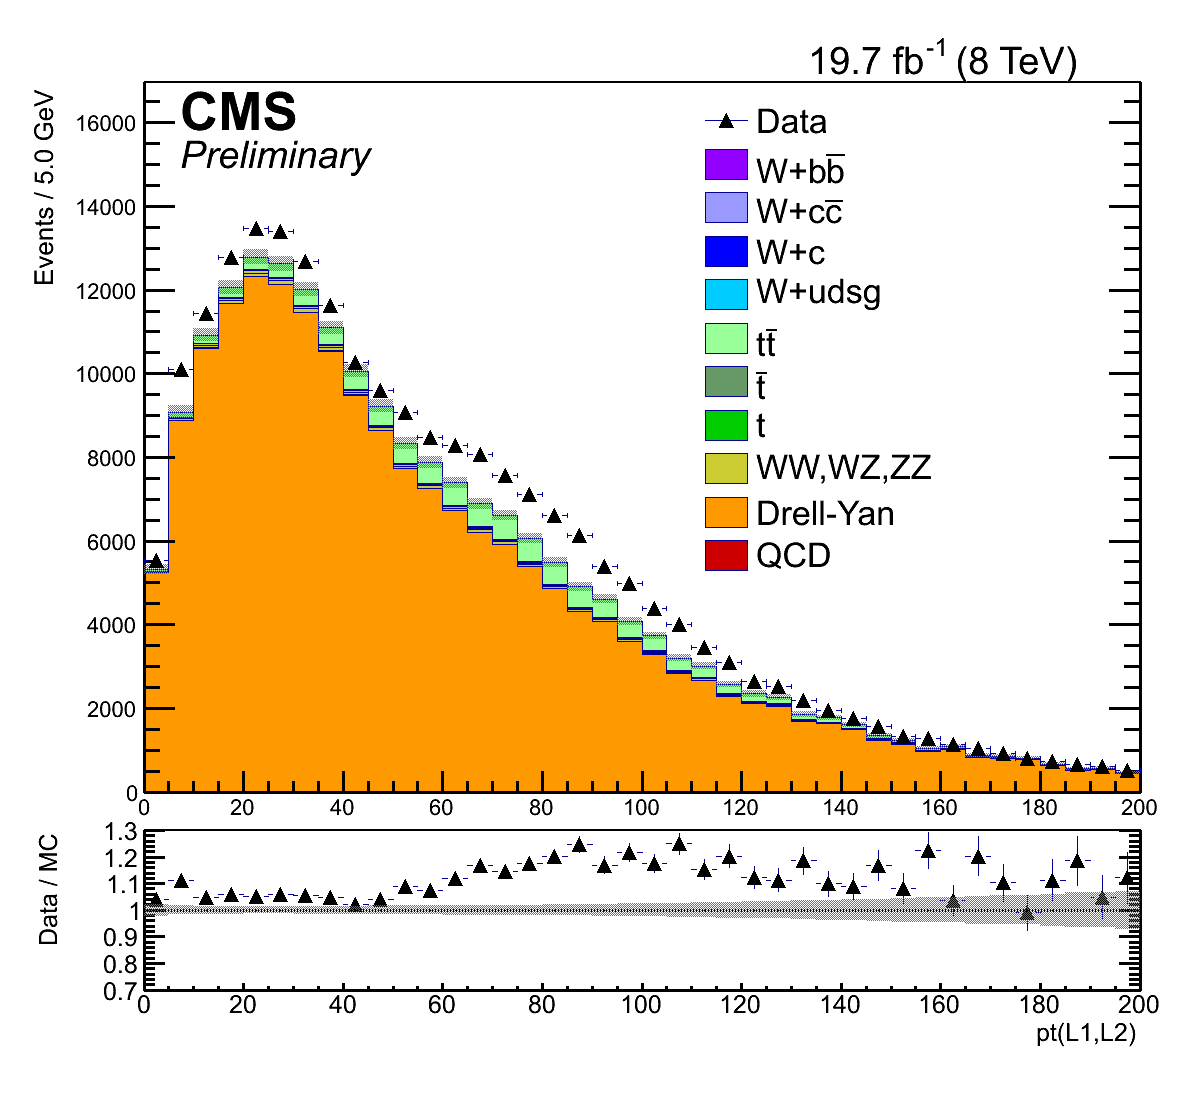 19.7 fb⁻¹ (8 TeV)
CMS
Preliminary
Events / 5.0 GeV
16000
14000
12000
10000
8000
6000
4000
2000
0
Data
W+bb̅
W+cc̅
W+c
W+udsg
tt̅
t̅
t
WW,WZ,ZZ
Drell-Yan
QCD
0 20 40 60 80 100 120 140 160 180 200
Data / MC
1.3
1.2
1.1
1
0.9
0.8
0.7
0 20 40 60 80 100 120 140 160 180 200
pt(L1,L2)